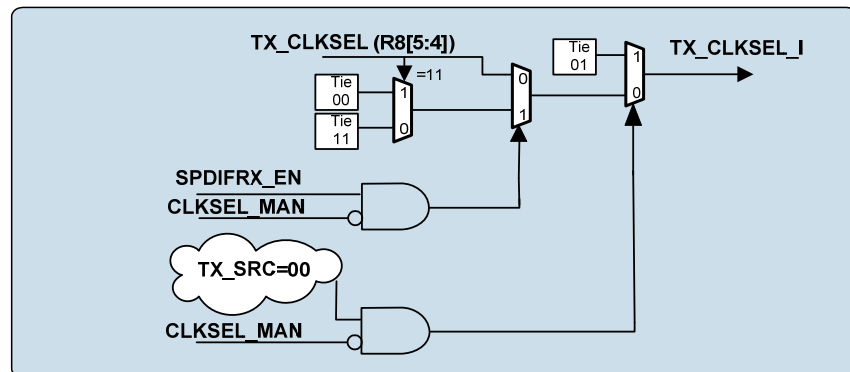 TX_CLKSEL (R8[5:4])
Tie
01
1
0
TX_CLKSEL_I
=11
Tie
00
1
0
Tie
11
0
1
SPDIFRX_EN
CLKSEL_MAN
TX_SRC=00
CLKSEL_MAN